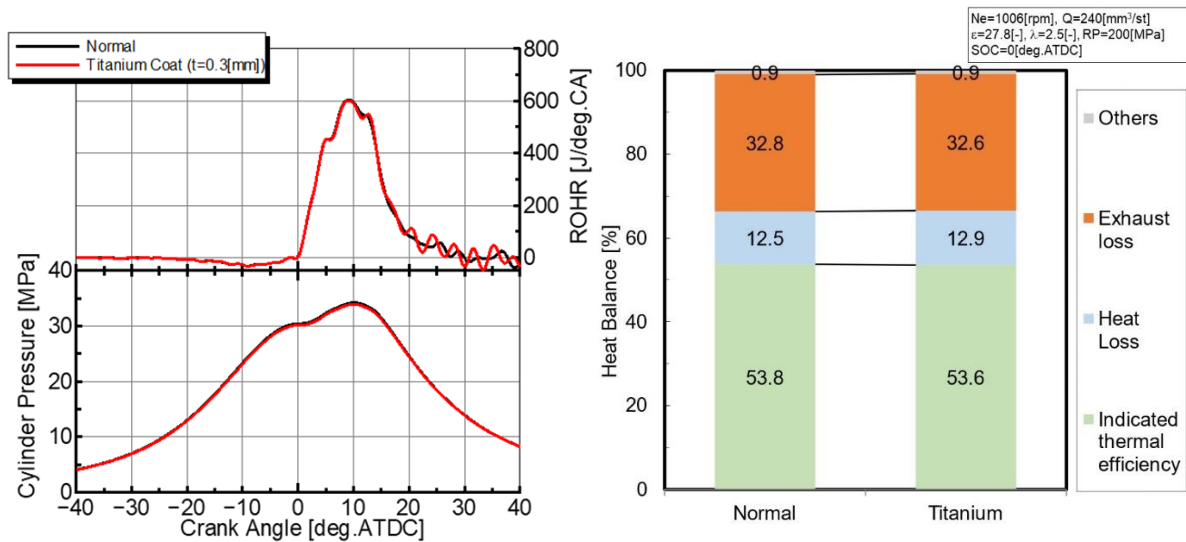 Normal
Titanium Coat (t=0.3[mm])
800
600
400
200
0
ROHR [J/deg.CA]
40
30
20
10
0
Cylinder Pressure [MPa]
−40 −30 −20 −10 0 10 20 30 40
Crank Angle [deg.ATDC]
Ne=1006[rpm], Q=240[mm³/st]
ε=27.8[-], λ=2.5[-], RP=200[MPa]
SOC=0[deg.ATDC]
100
80
60
40
20
0
Heat Balance [%]
0.9 0.9
32.8 32.6
12.5 12.9
53.8 53.6
Normal Titanium
Others
Exhaust
loss
Heat
Loss
Indicated
thermal
efficiency